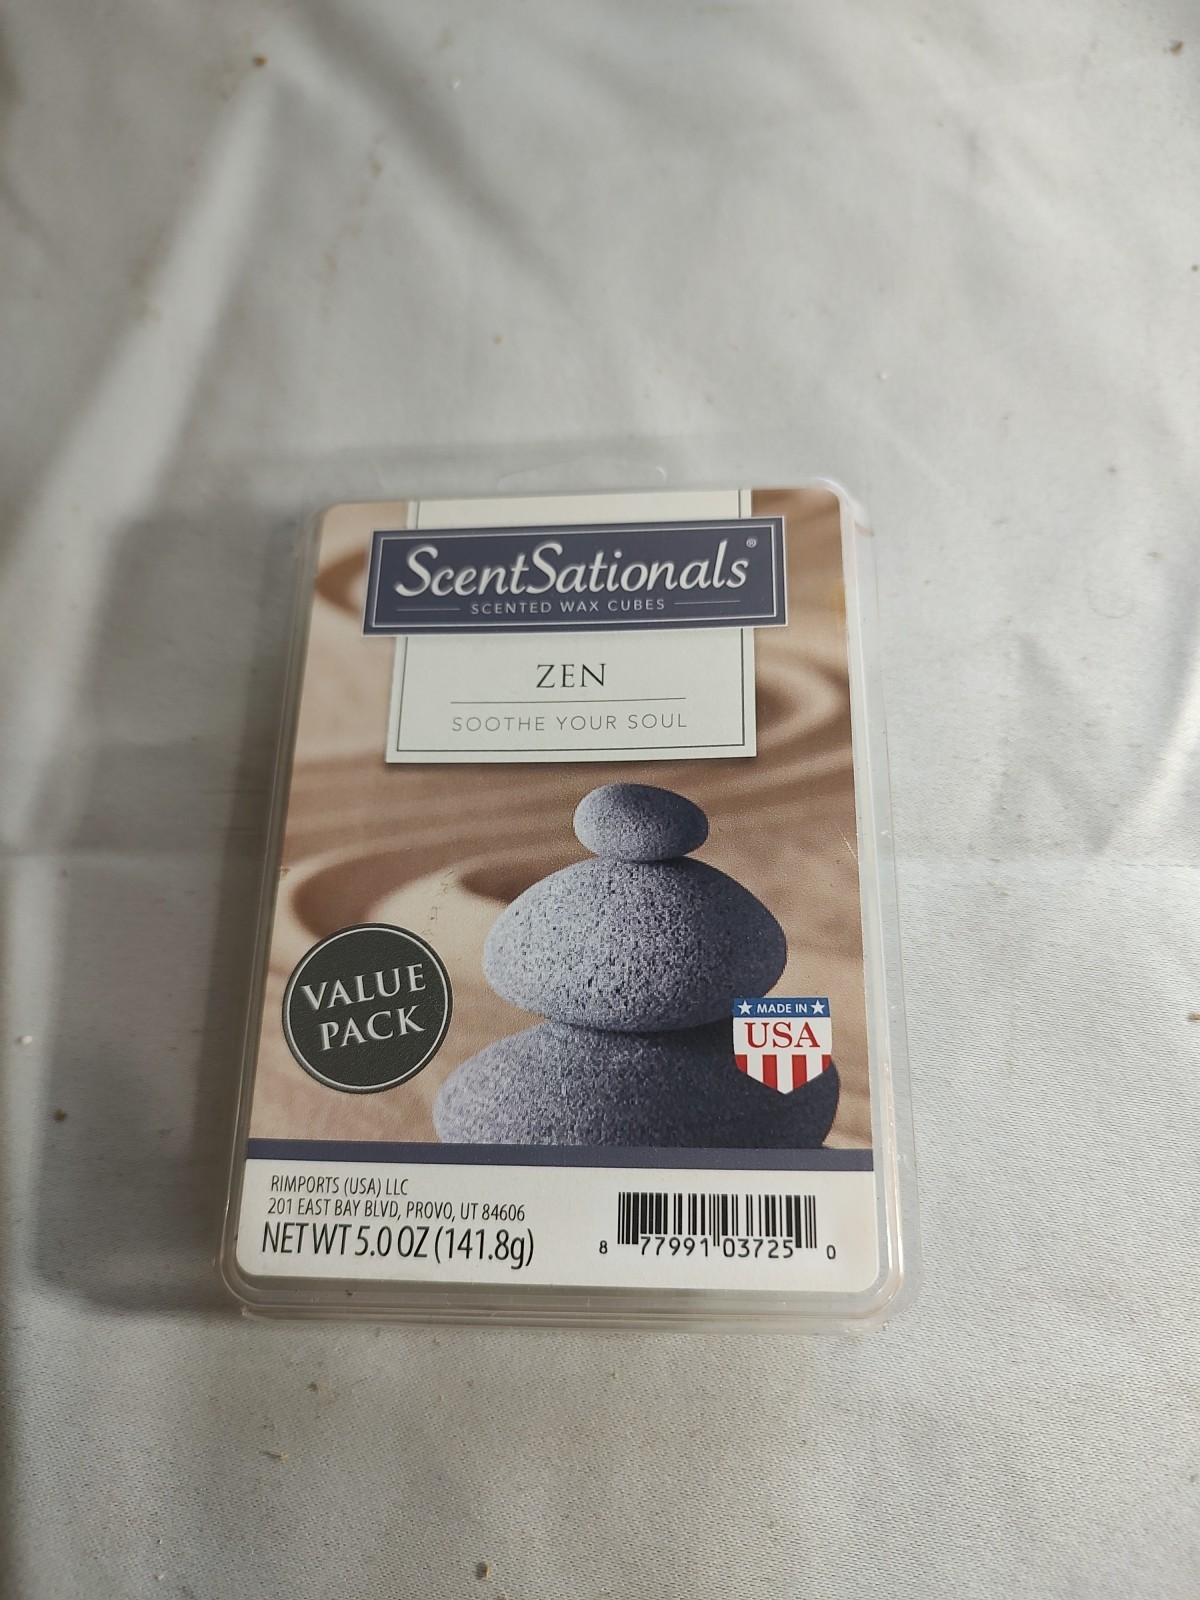 ScentSationals®
SCENTED WAX CUBES
ZEN
SOOTHE YOUR SOUL
VALUE
PACK
MADE IN
USA
RIMPORTS (USA) LLC
201 EAST BAY BLVD, PROVO, UT 84606
NET WT 5.0 OZ (141.8g)
8 77991 03725 0